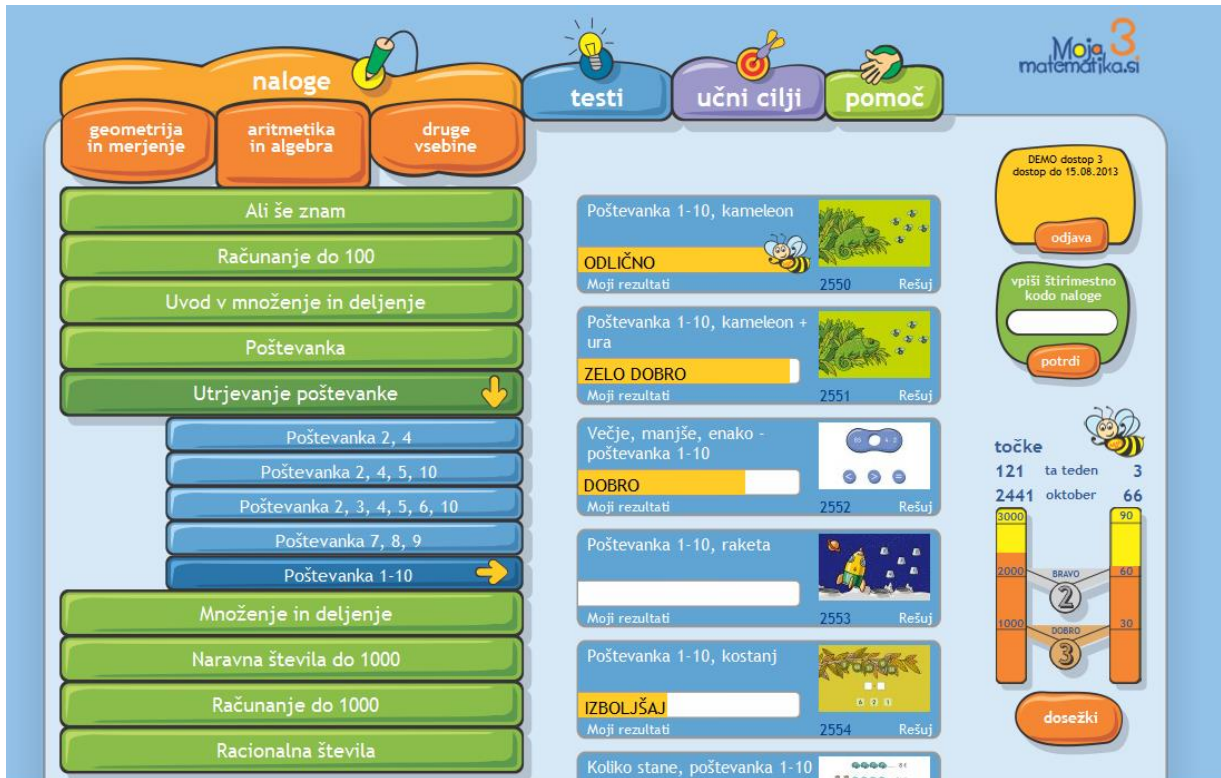 naloge
testi
učni cilji
pomoč
Moja
matematika.si
3
geometrija
in merjenje
aritmetika
in algebra
druge
vsebine
Ali še znam
Računanje do 100
Uvod v množenje in deljenje
Poštevanka
Utrjevanje poštevanke
Poštevanka 2, 4
Poštevanka 2, 4, 5, 10
Poštevanka 2, 3, 4, 5, 6, 10
Poštevanka 7, 8, 9
Poštevanka 1-10
Množenje in deljenje
Naravna števila do 1000
Računanje do 1000
Racionalna števila
Poštevanka 1-10, kameleon
ODLIČNO
Moji rezultati 2550 Rešuj
Poštevanka 1-10, kameleon +
ura
ZELO DOBRO
Moji rezultati 2551 Rešuj
Večje, manjše, enako -
poštevanka 1-10
DOBRO
Moji rezultati 2552 Rešuj
Poštevanka 1-10, raketa
Moji rezultati 2553 Rešuj
Poštevanka 1-10, kostanj
IZBOLJŠAJ
6 2 1
Moji rezultati 2554 Rešuj
Koliko stane, poštevanka 1-10
DEMO dostop 3
dostop do 15.08.2013
odjava
vpiši štirimestno
kodo naloge
potrdi
točke
121 ta teden 3
2441 oktober 66
3000 90
2000 BRAVO 60
2
1000 DOBRO 30
3
dosežki